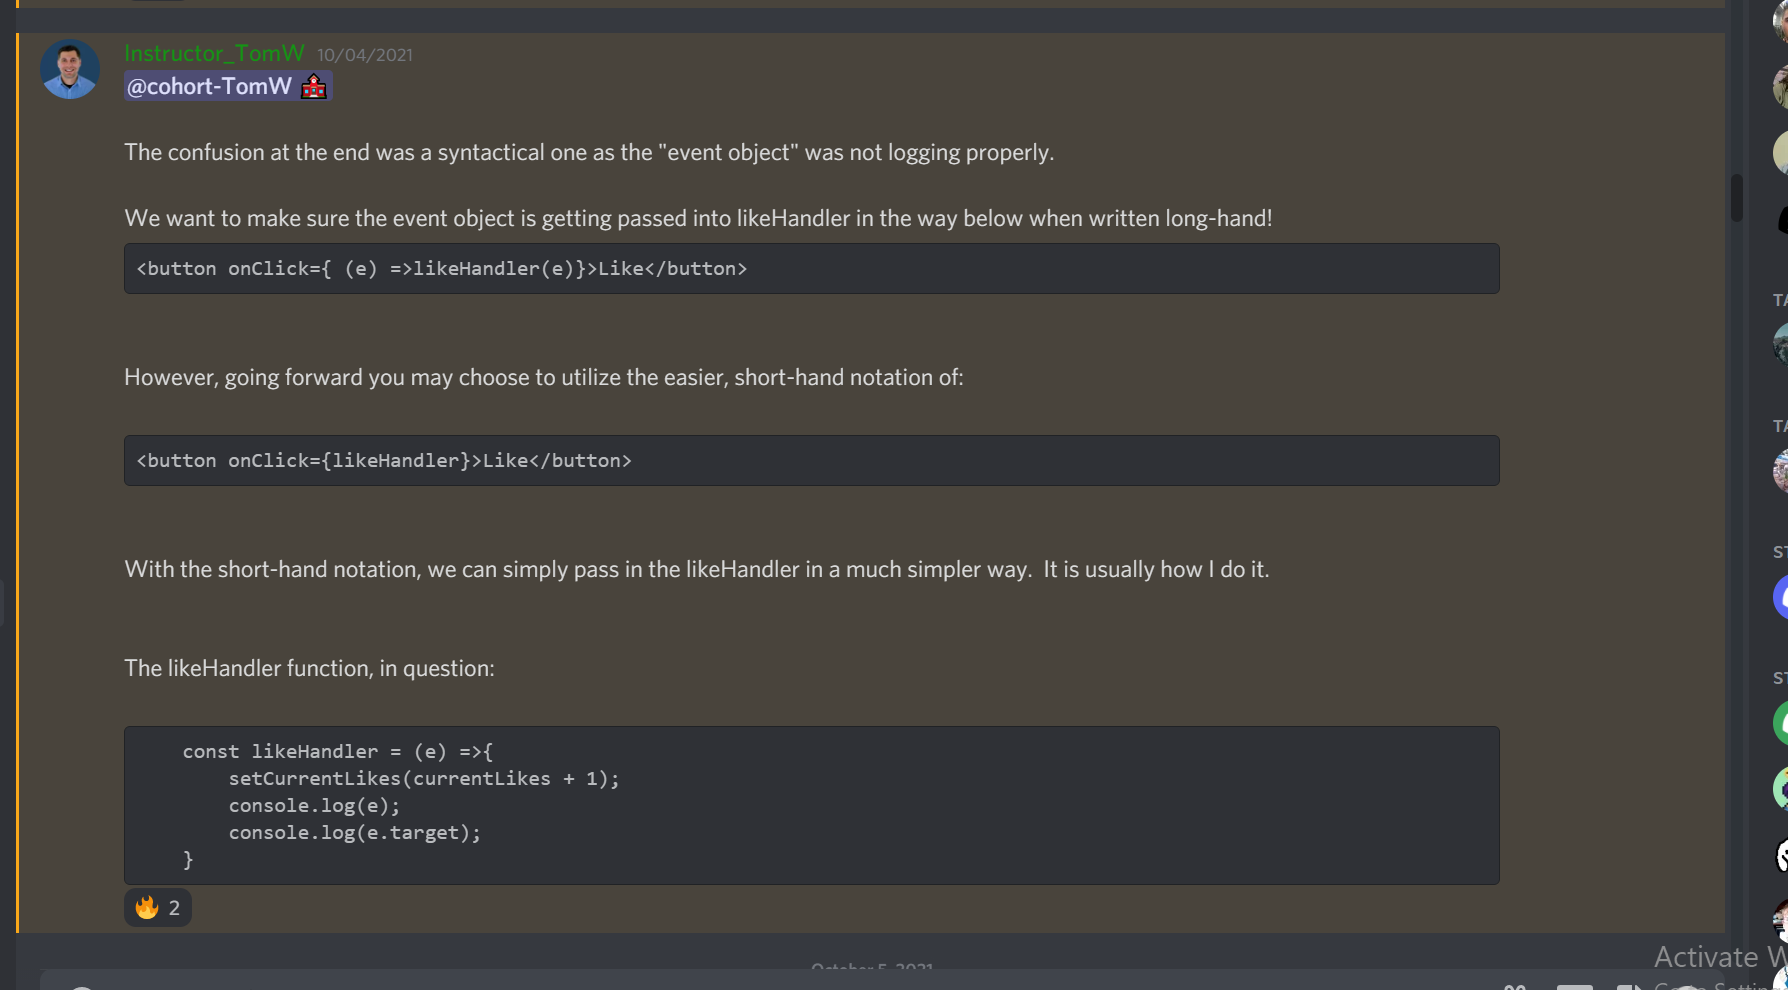 Instructor_TomW 10/04/2021
@cohort-TomW
The confusion at the end was a syntactical one as the "event object" was not logging properly.
We want to make sure the event object is getting passed into likeHandler in the way below when written long-hand!
<button onClick={ (e) =>likeHandler(e)}>Like</button>
However, going forward you may choose to utilize the easier, short-hand notation of:
<button onClick={likeHandler}>Like</button>
With the short-hand notation, we can simply pass in the likeHandler in a much simpler way.  It is usually how I do it.
The likeHandler function, in question:
const likeHandler = (e) =>{
setCurrentLikes(currentLikes + 1);
console.log(e);
console.log(e.target);
}
2
October 5, 2021
TA
TA
ST
ST
Activate W